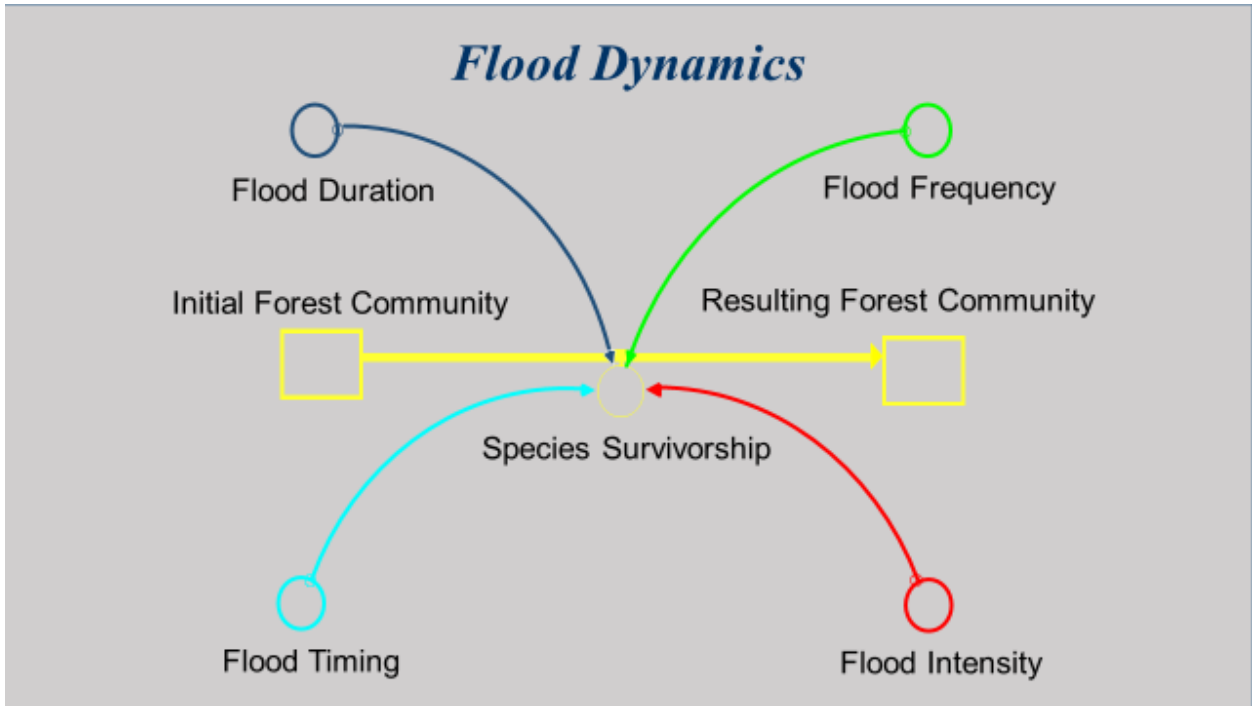 Flood Dynamics
Flood Duration
Flood Frequency
Initial Forest Community
Resulting Forest Community
Species Survivorship
Flood Timing
Flood Intensity